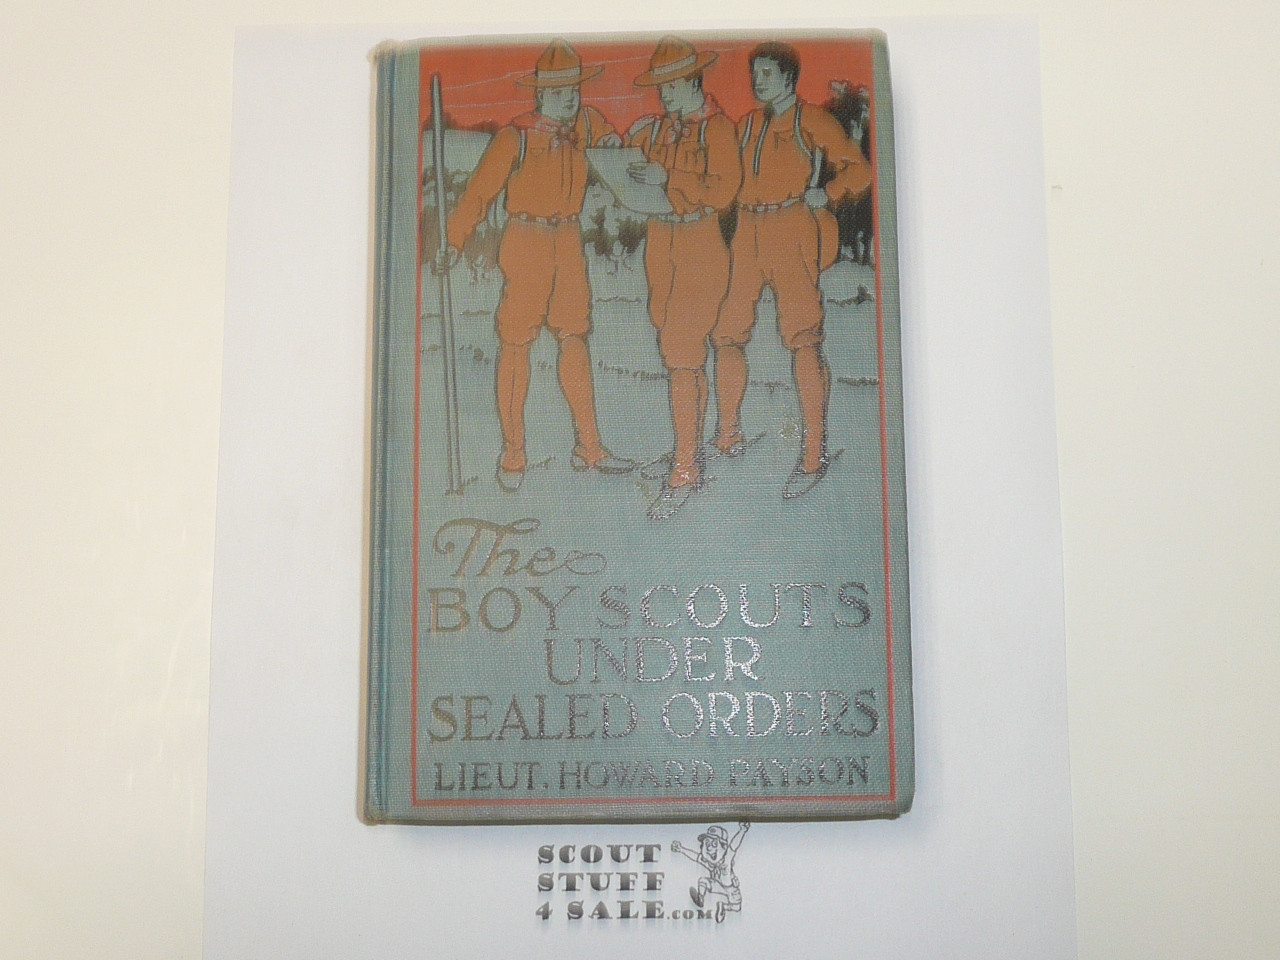 The
BOY SCOUTS
UNDER
SEALED ORDERS
LIEUT. HOWARD PAYSON
SCOUT
STUFF
4 SALE.COM